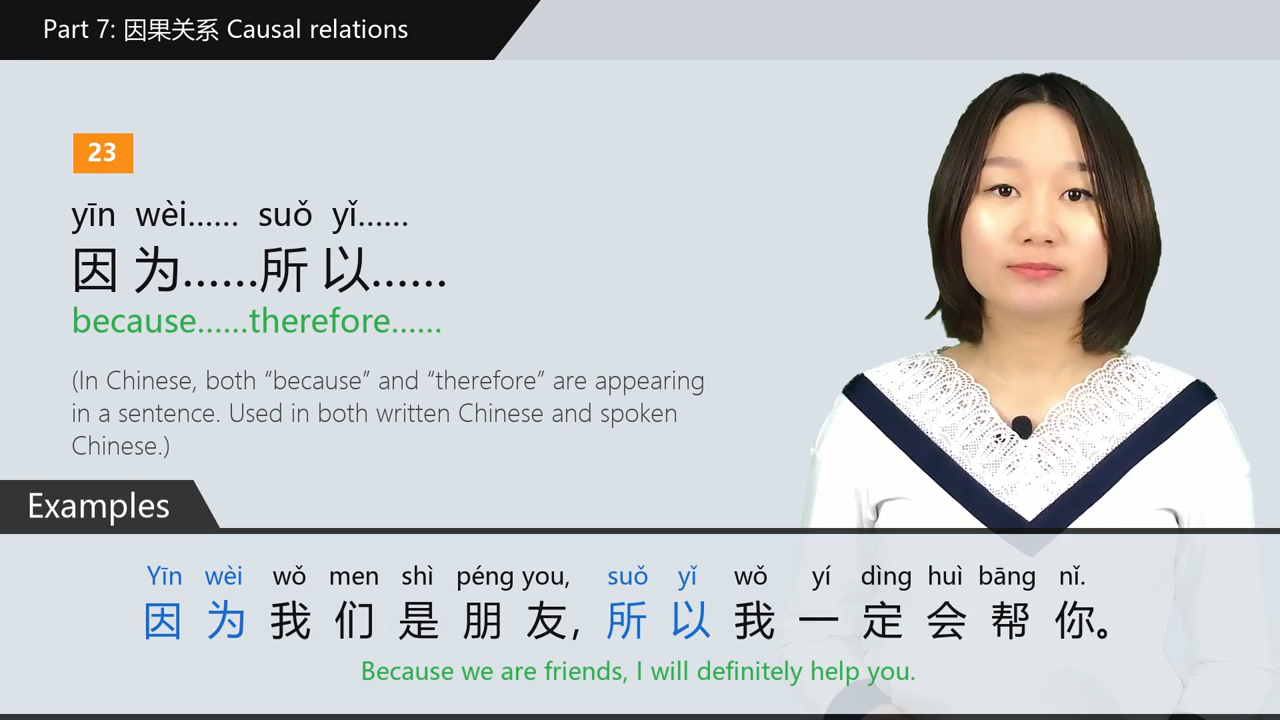 Part 7: 因果关系 Causal relations
23
yīn wèi...... suǒ yǐ......
因为......所以......
because......therefore......
(In Chinese, both “because” and “therefore” are appearing
in a sentence. Used in both written Chinese and spoken
Chinese.)
Examples
Yīn wèi wǒ men shì péng you, suǒ yǐ wǒ yí dìng huì bāng nǐ.
因为我们是朋友, 所以我一定会帮你。
Because we are friends, I will definitely help you.